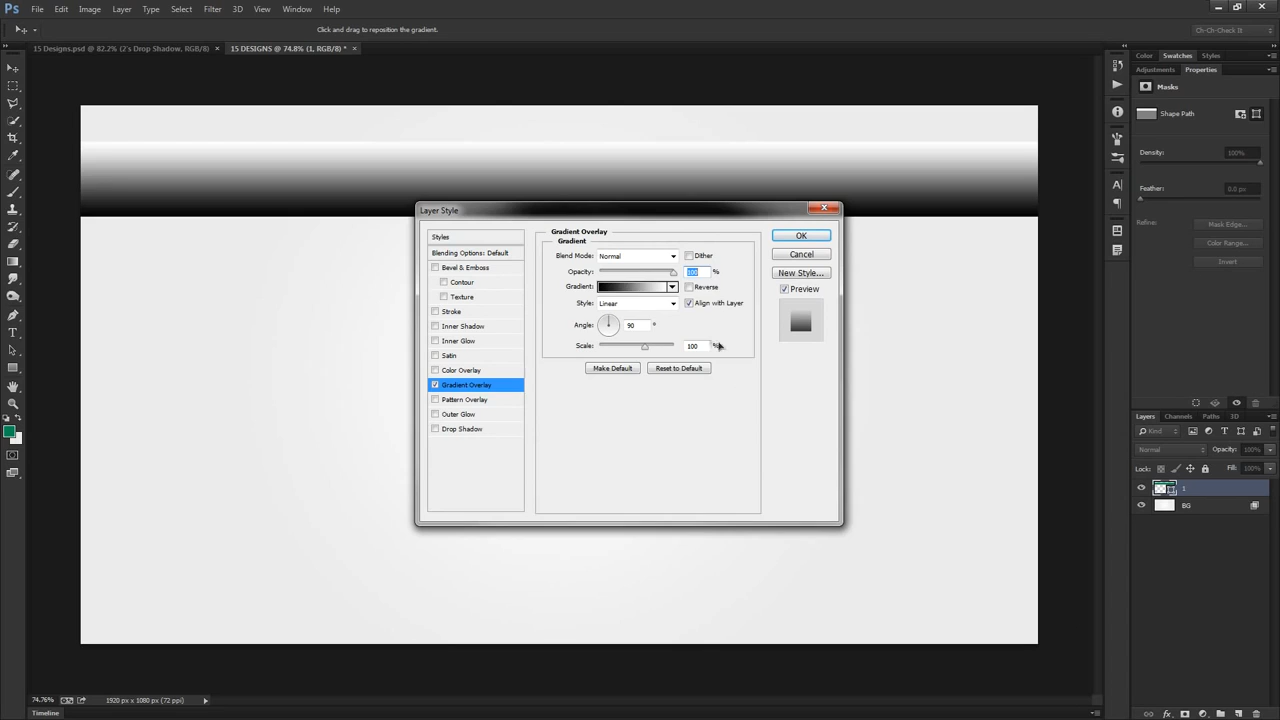 Ps File Edit Image Layer Type Select Filter 3D View Window Help
Click and drag to reposition the gradient.
Ch-Ch-Check It
15 Designs.psd @ 82.2% (2's Drop Shadow, RGB/8) × 15 DESIGNS @ 74.8% (1, RGB/8) * ×
Color Swatches Styles
Adjustments Properties
Masks
Shape Path
Density: 100%
Feather: 0.0 px
Refine: Mask Edge...
Color Range...
Invert
Layer Style
Styles
Blending Options: Default
Bevel & Emboss
Contour
Texture
Stroke
Inner Shadow
Inner Glow
Satin
Color Overlay
Gradient Overlay
Pattern Overlay
Outer Glow
Drop Shadow
Gradient Overlay
Gradient
Blend Mode: Normal Dither
Opacity: 100 %
Gradient: Reverse
Style: Linear Align with Layer
Angle: 90 °
Scale: 100 %
Make Default Reset to Default
OK
Cancel
New Style...
Preview
Layers Channels Paths 3D
Kind
Normal Opacity: 100%
Lock: Fill: 100%
1
BG
74.76% 1920 px x 1080 px (72 ppi)
Timeline